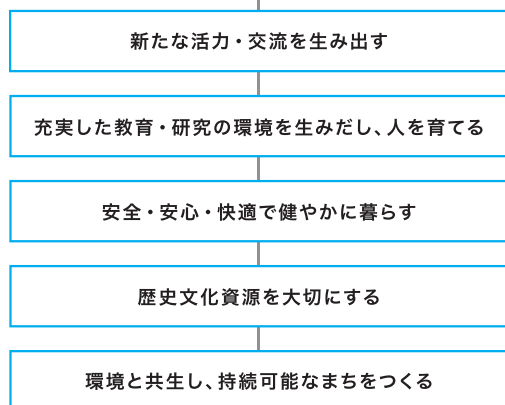 新たな活力・交流を生み出す
充実した教育・研究の環境を生みだし、人を育てる
安全・安心・快適で健やかに暮らす
歴史文化資源を大切にする
環境と共生し、持続可能なまちをつくる